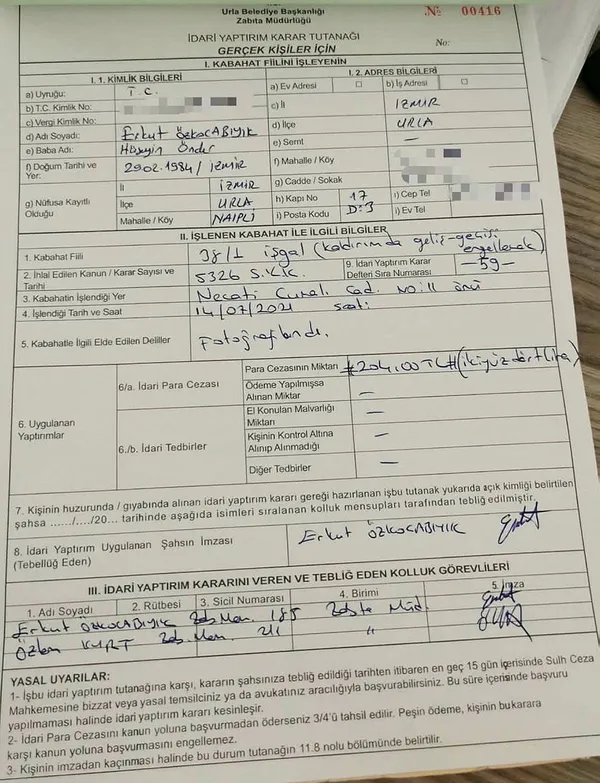 Urla Belediye Başkanlığı
Zabıta Müdürlüğü
№ 00416
İDARİ YAPTIRIM KARAR TUTANAĞI
GERÇEK KİŞİLER İÇİN
No:
I. KABAHAT FİİLİNİ İŞLEYENİN
I. 1. KİMLİK BİLGİLERİ
I. 2. ADRES BİLGİLERİ
a) Uyruğu: T.C.
a) Ev Adresi
b) İş Adresi
b) T.C. Kimlik No:
c) İl İZMİR
c) Vergi Kimlik No:
d) İlçe URLA
d) Adı Soyadı: Erkut ÖZKOCABIYIK
e) Semt —
e) Baba Adı: Hüseyin Önder
f) Mahalle / Köy
f) Doğum Tarihi ve Yer: 29.02.1984 / İZMİR
g) Cadde / Sokak
g) Nüfusa Kayıtlı Olduğu
İl İZMİR
İlçe URLA
Mahalle / Köy NAİPLİ
h) Kapı No 17 D:3
i) Cep Tel
ı) Posta Kodu
i) Ev Tel
II. İŞLENEN KABAHAT İLE İLGİLİ BİLGİLER
1. Kabahat Fiili 38/1 işgal (kaldırımda geliş-geçişi engellemek)
2. İhlal Edilen Kanun / Karar Sayısı ve Tarihi 5326 S.K.
9. İdari Yaptırım Karar Defteri Sıra Numarası —59—
3. Kabahatin İşlendiği Yer Necati Cumalı Cad. No:11 önü
4. İşlendiği Tarih ve Saat 14/07/2021 saat:
5. Kabahatle İlgili Elde Edilen Deliller Fotoğraflandı.
6. Uygulanan Yaptırımlar
6/a. İdari Para Cezası
Para Cezasının Miktarı #204,00 TL# (ikiyüzdörtlira)
Ödeme Yapılmışsa Alınan Miktar —
6./b. İdari Tedbirler
El Konulan Malvarlığı Miktarı —
Kişinin Kontrol Altına Alınıp Alınmadığı —
Diğer Tedbirler —
7. Kişinin huzurunda / gıyabında alınan idari yaptırım kararı gereği hazırlanan işbu tutanak yukarıda açık kimliği belirtilen
şahsa ....../..../20... tarihinde aşağıda isimleri sıralanan kolluk mensupları tarafından tebliğ edilmiştir.
8. İdari Yaptırım Uygulanan Şahsın İmzası
(Tebellüğ Eden)
Erkut ÖZKOCABIYIK
III. İDARİ YAPTIRIM KARARINI VEREN VE TEBLİĞ EDEN KOLLUK GÖREVLİLERİ
1. Adı Soyadı 2. Rütbesi 3. Sicil Numarası 4. Birimi 5. İmza
Erkut ÖZKOCABIYIK Zab. Mem. 185 Zabıta Müd.
Özlem KURT Zab. Mem. 211 "
YASAL UYARILAR:
1- İşbu idari yaptırım tutanağına karşı, kararın şahsınıza tebliğ edildiği tarihten itibaren en geç 15 gün içerisinde Sulh Ceza
Mahkemesine bizzat veya yasal temsilciniz ya da avukatınız aracılığıyla başvurabilirsiniz. Bu süre içerisinde başvuru
yapılmaması halinde idari yaptırım kararı kesinleşir.
2- İdari Para Cezasını kanun yoluna başvurmadan öderseniz 3/4'ü tahsil edilir. Peşin ödeme, kişinin bu karara
karşı kanun yoluna başvurmasını engellemez.
3- Kişinin imzadan kaçınması halinde bu durum tutanağın 11.8 nolu bölümünde belirtilir.